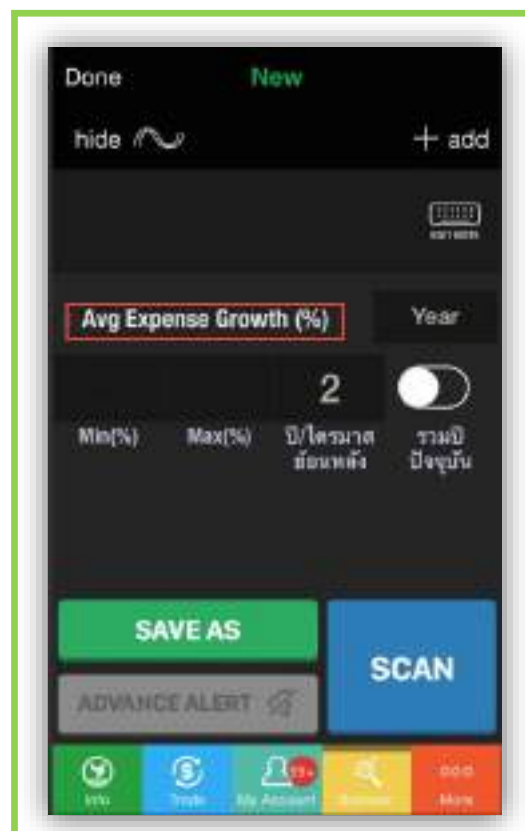 Done New
hide + add
Avg Expense Growth (%) Year
2
Min(%) Max(%) ปี/ไตรมาส รวมปี
ย้อนหลัง ปัจจุบัน
SAVE AS
SCAN
ADVANCE ALERT
Info Trade My Account More